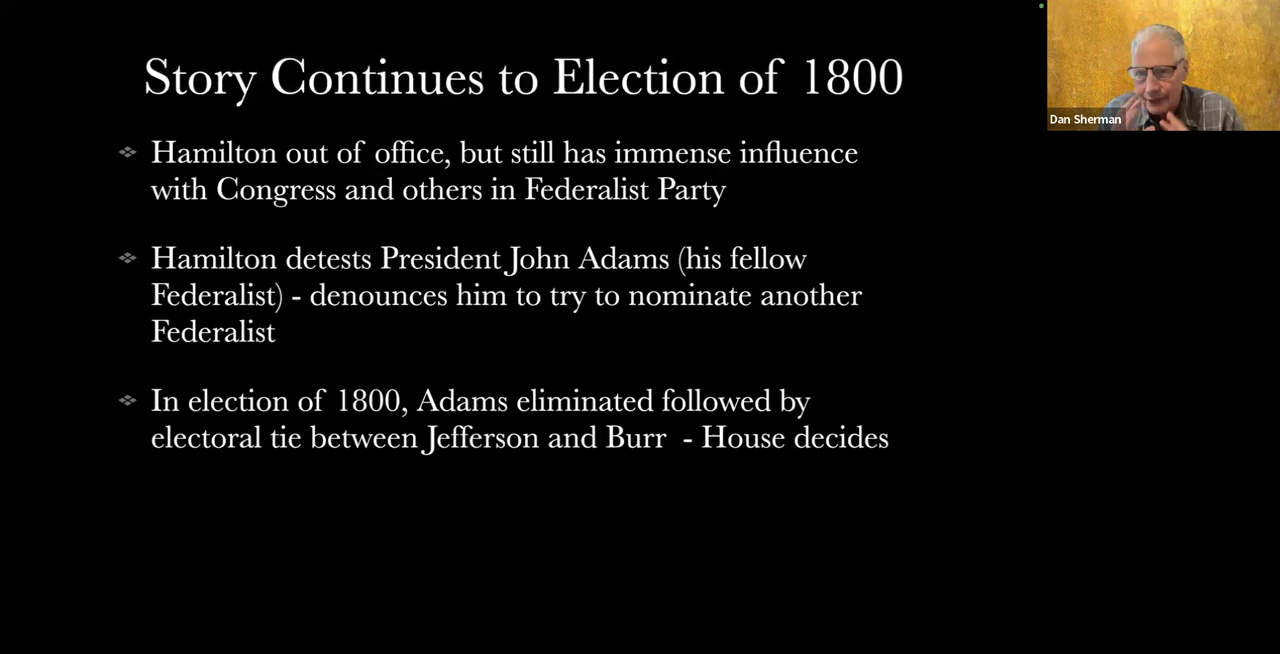 Story Continues to Election of 1800
Hamilton out of office, but still has immense influence
with Congress and others in Federalist Party
Hamilton detests President John Adams (his fellow
Federalist) - denounces him to try to nominate another
Federalist
In election of 1800, Adams eliminated followed by
electoral tie between Jefferson and Burr - House decides
Dan Sherman